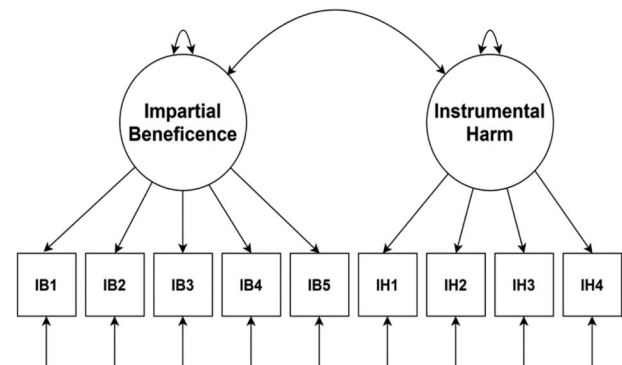 Impartial
Beneficence
Instrumental
Harm
IB1
IB2
IB3
IB4
IB5
IH1
IH2
IH3
IH4